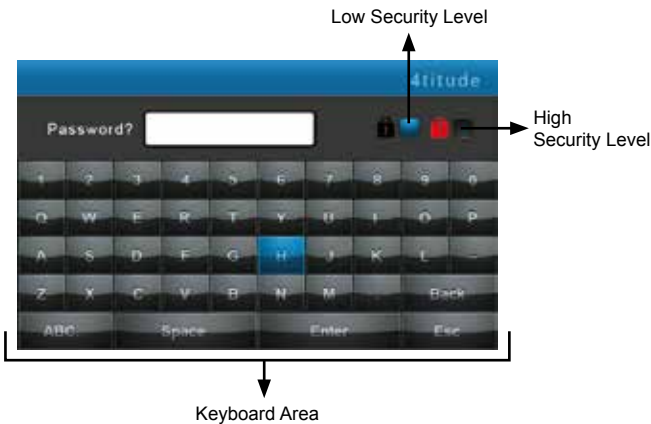 Low Security Level
4titude
Password?
High
Security Level
1 2 3 4 5 6 7 8 9 0
Q W E R T Y U I O P
A S D F G H J K L -
Z X C V B N M . Back
ABC Space Enter Esc
Keyboard Area